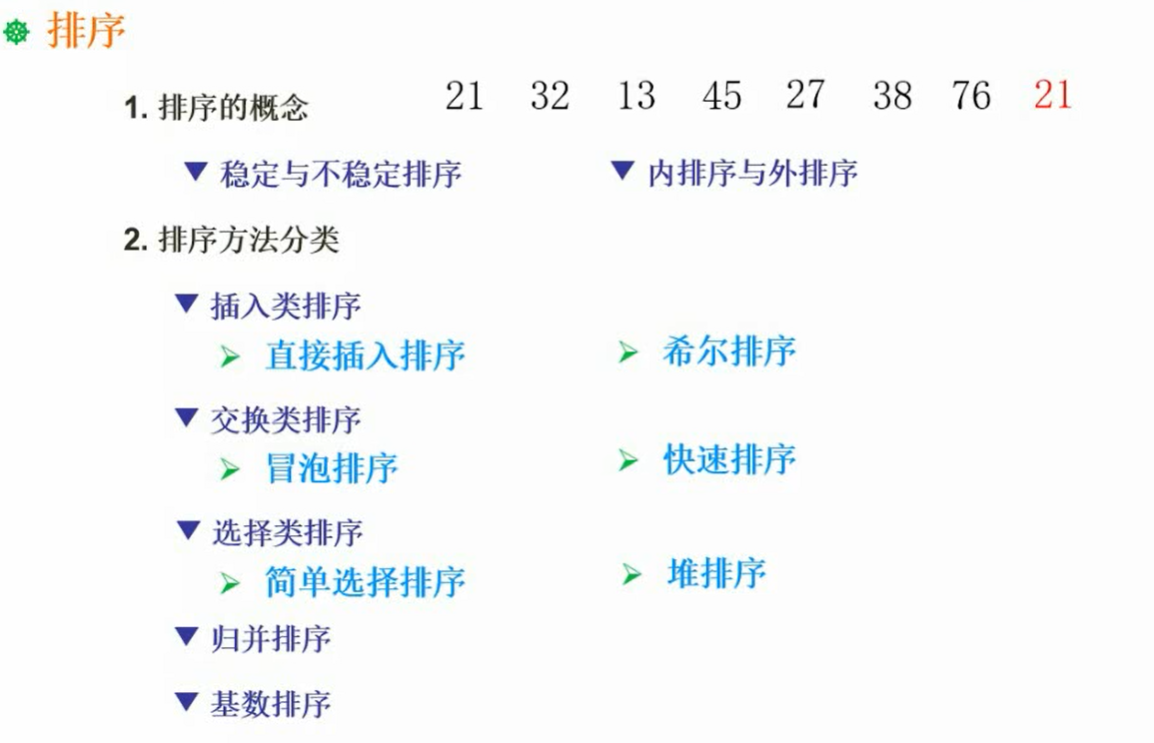 排序
1. 排序的概念 21 32 13 45 27 38 76 21
稳定与不稳定排序 内排序与外排序
2. 排序方法分类
插入类排序
直接插入排序 希尔排序
交换类排序
冒泡排序 快速排序
选择类排序
简单选择排序 堆排序
归并排序
基数排序